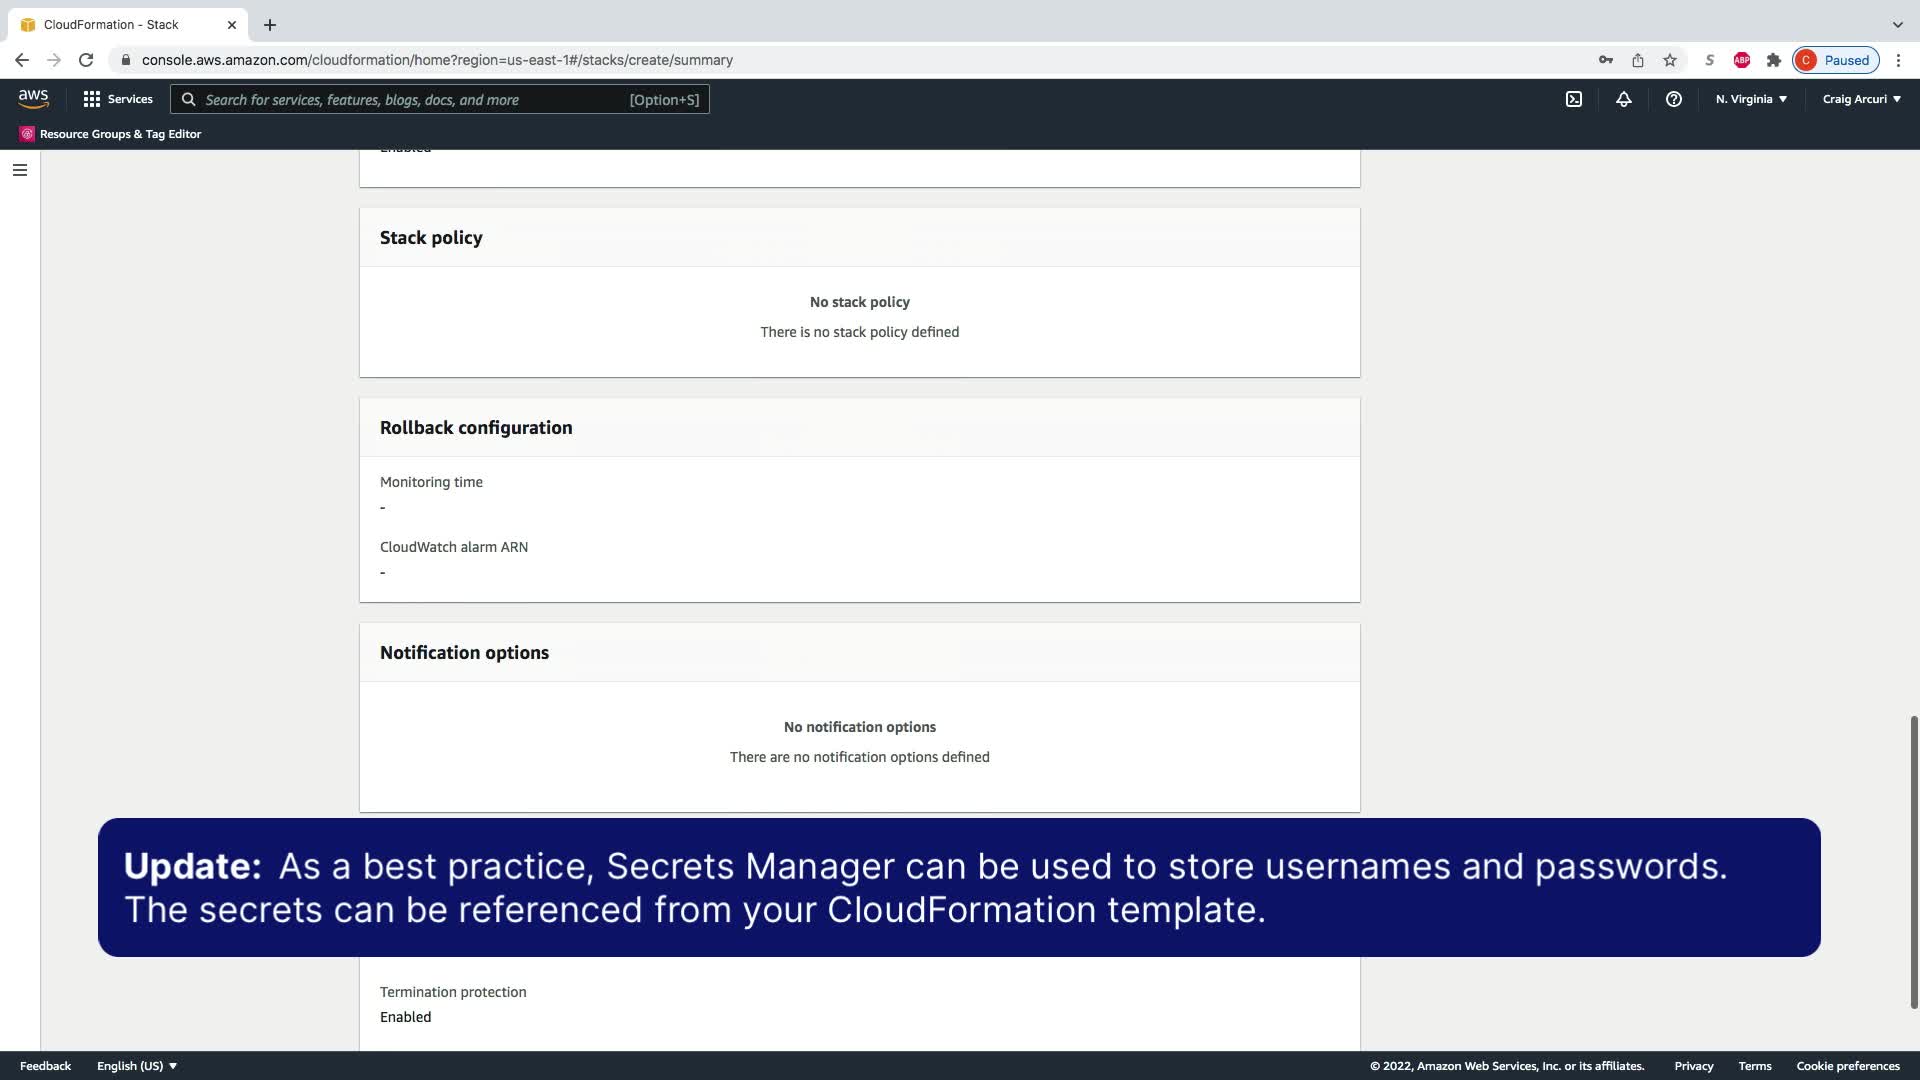 CloudFormation - Stack
console.aws.amazon.com/cloudformation/home?region=us-east-1#/stacks/create/summary
S
ABP
C
Paused
aws
Services
Search for services, features, blogs, docs, and more
[Option+S]
N. Virginia
Craig Arcuri
Resource Groups & Tag Editor
Enabled
Stack policy
No stack policy
There is no stack policy defined
Rollback configuration
Monitoring time
-
CloudWatch alarm ARN
-
Notification options
No notification options
There are no notification options defined
Update: As a best practice, Secrets Manager can be used to store usernames and passwords.
The secrets can be referenced from your CloudFormation template.
Termination protection
Enabled
Feedback
English (US)
© 2022, Amazon Web Services, Inc. or its affiliates.
Privacy
Terms
Cookie preferences